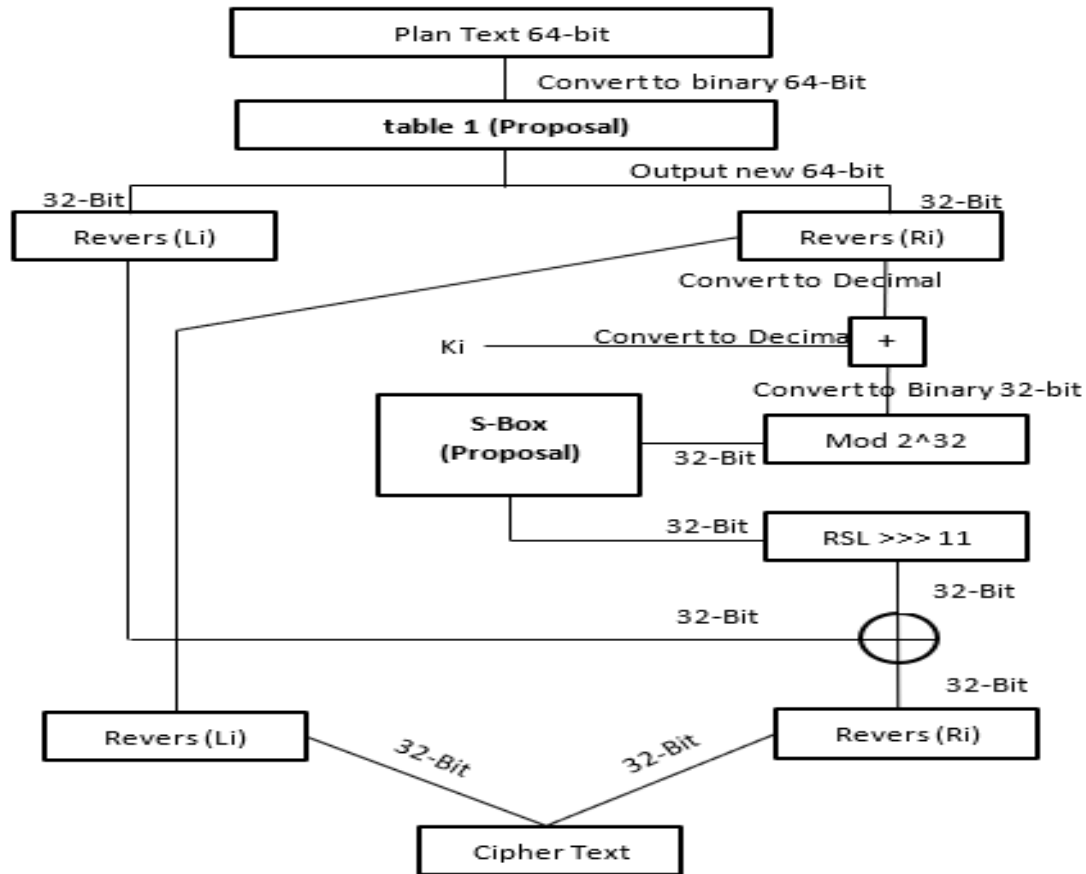 Plan Text 64-bit
Convert to binary 64-Bit
table 1 (Proposal)
Output new 64-bit
32-Bit
32-Bit
Revers (Li)
Revers (Ri)
Convert to Decimal
Ki
Convert to Decima
+
Convert to Binary 32-bit
S-Box
(Proposal)
32-Bit
Mod 2^32
32-Bit
RSL >>> 11
32-Bit
32-Bit
32-Bit
Revers (Li)
Revers (Ri)
32-Bit
32-Bit
Cipher Text